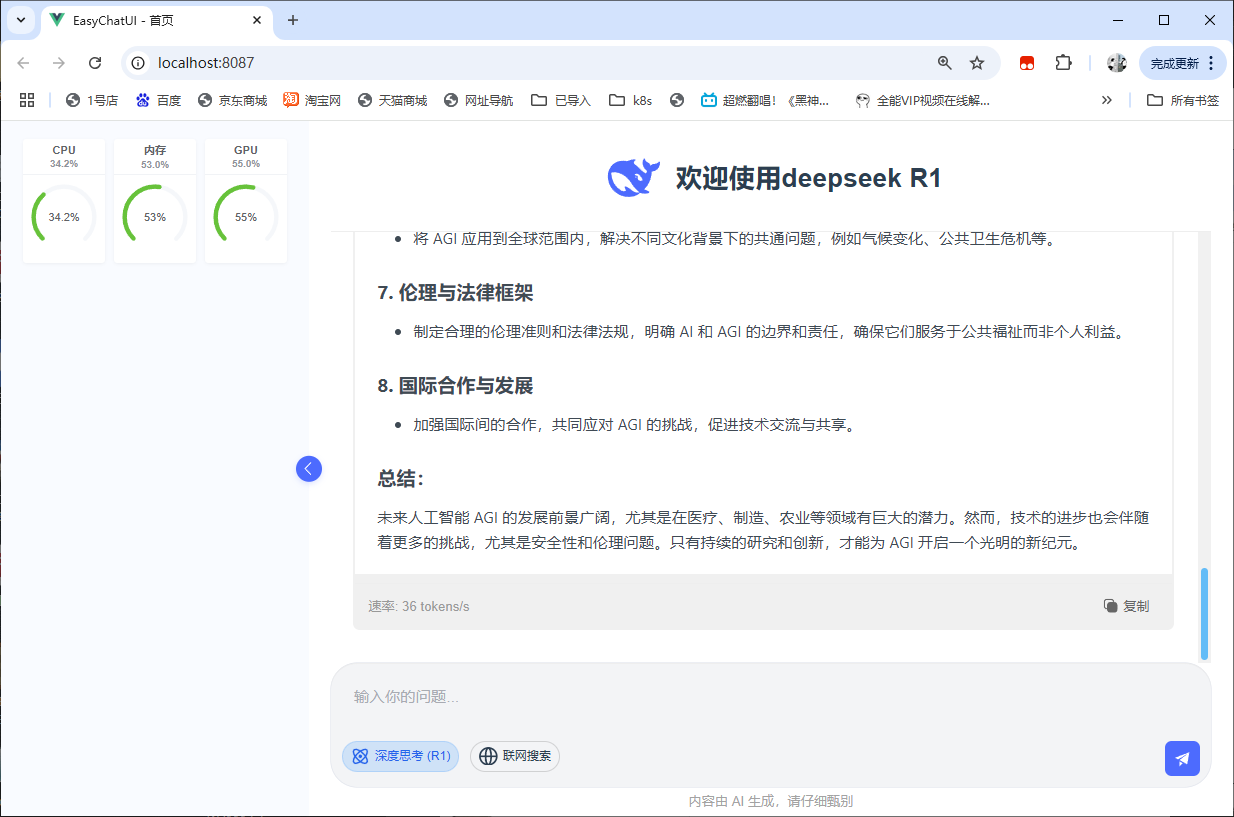 EasyChatUI - 首页
localhost:8087
完成更新
1号店
百度
京东商城
淘
淘宝网
天猫商城
网址导航
已导入
k8s
超燃翻唱！《黑神...
全能VIP视频在线解...
所有书签
CPU
34.2%
34.2%
内存
53.0%
53%
GPU
55.0%
55%
欢迎使用deepseek R1
• 将 AGI 应用到全球范围内，解决不同文化背景下的共通问题，例如气候变化、公共卫生危机等。
7. 伦理与法律框架
• 制定合理的伦理准则和法律法规，明确 AI 和 AGI 的边界和责任，确保它们服务于公共福祉而非个人利益。
8. 国际合作与发展
• 加强国际间的合作，共同应对 AGI 的挑战，促进技术交流与共享。
总结：
未来人工智能 AGI 的发展前景广阔，尤其是在医疗、制造、农业等领域有巨大的潜力。然而，技术的进步也会伴随
着更多的挑战，尤其是安全性和伦理问题。只有持续的研究和创新，才能为 AGI 开启一个光明的新纪元。
速率: 36 tokens/s
复制
输入你的问题...
深度思考 (R1)
联网搜索
内容由 AI 生成，请仔细甄别